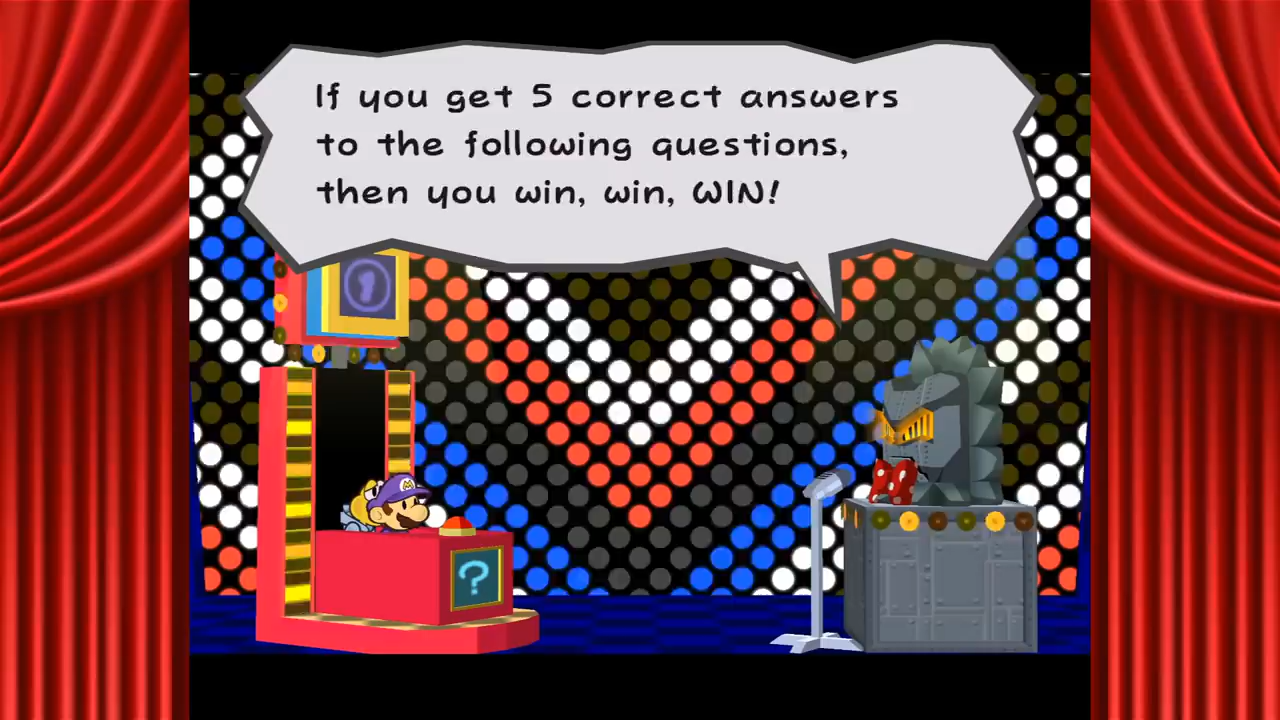 If you get 5 correct answers
to the following questions,
then you win, win, WIN!
?
M